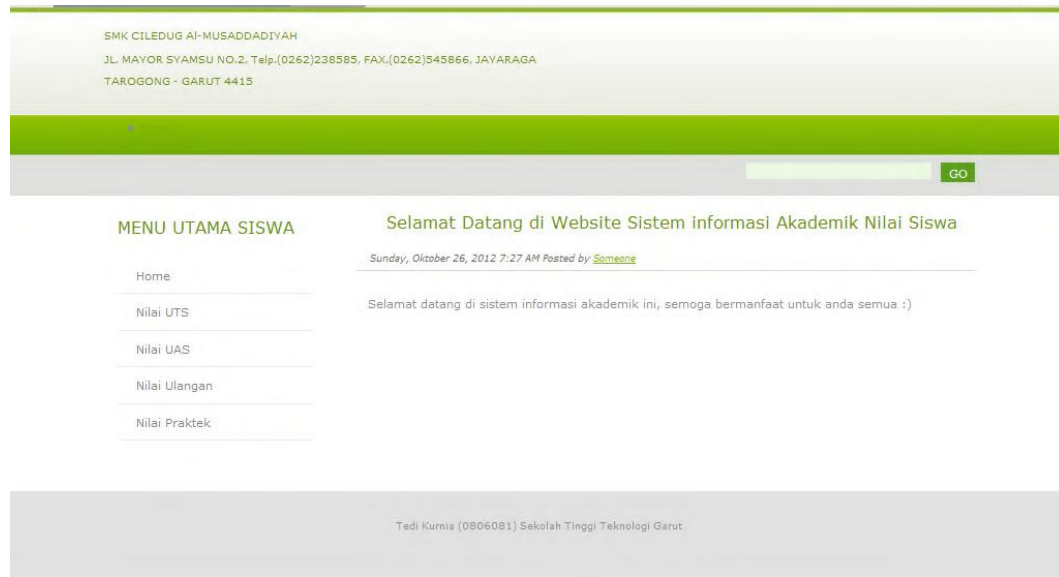 SMK CILEDUG Al-MUSADDADIYAH
JL. MAYOR SYAMSU NO.2, Telp.(0262)238585, FAX.(0262)545866, JAYARAGA
TAROGONG - GARUT 4415
GO
MENU UTAMA SISWA
Home
Nilai UTS
Nilai UAS
Nilai Ulangan
Nilai Praktek
Selamat Datang di Website Sistem informasi Akademik Nilai Siswa
Sunday, Oktober 26, 2012 7:27 AM Posted by Someone
Selamat datang di sistem informasi akademik ini, semoga bermanfaat untuk anda semua :)
Tedi Kurnia (0806081) Sekolah Tinggi Teknologi Garut